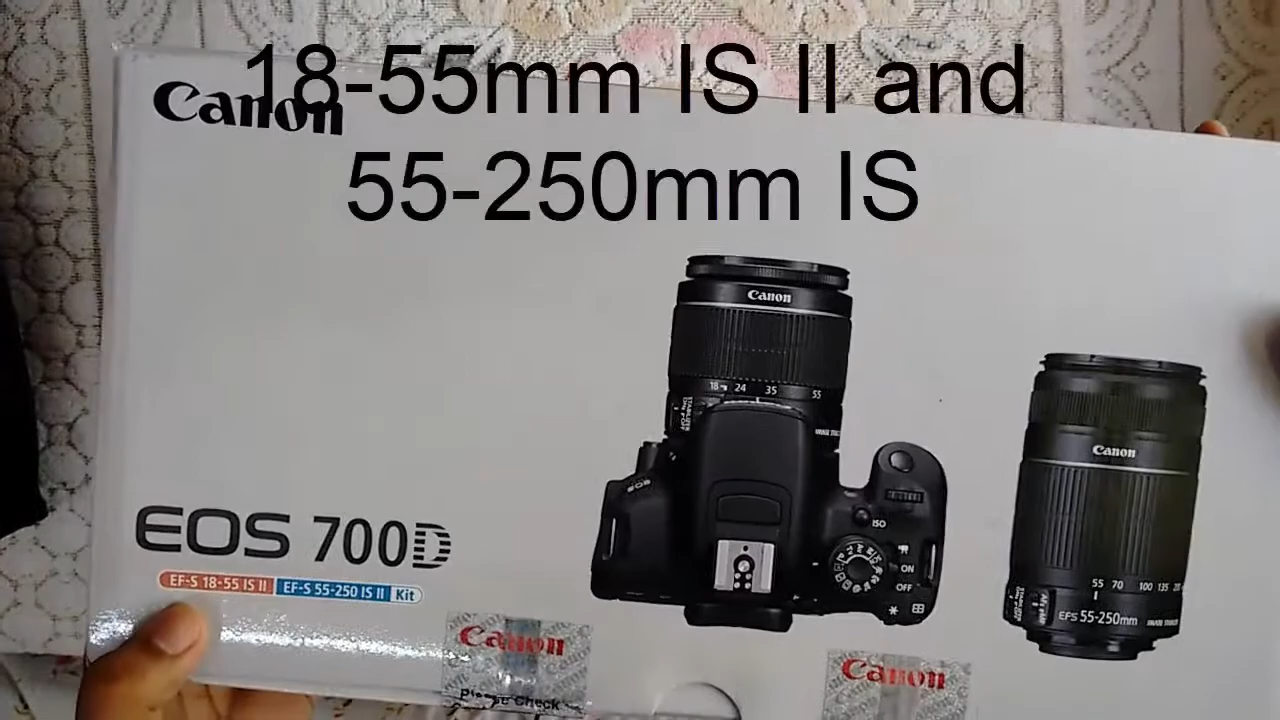 18-55mm IS II and
55-250mm IS
Canon
Canon
18 24 35 55
ISO
ON
OFF
Canon
55 70 100 135
EFS 55-250mm
EOS 700D
EF-S 18-55 IS II EF-S 55-250 IS II Kit
Canon
Please Check
Canon